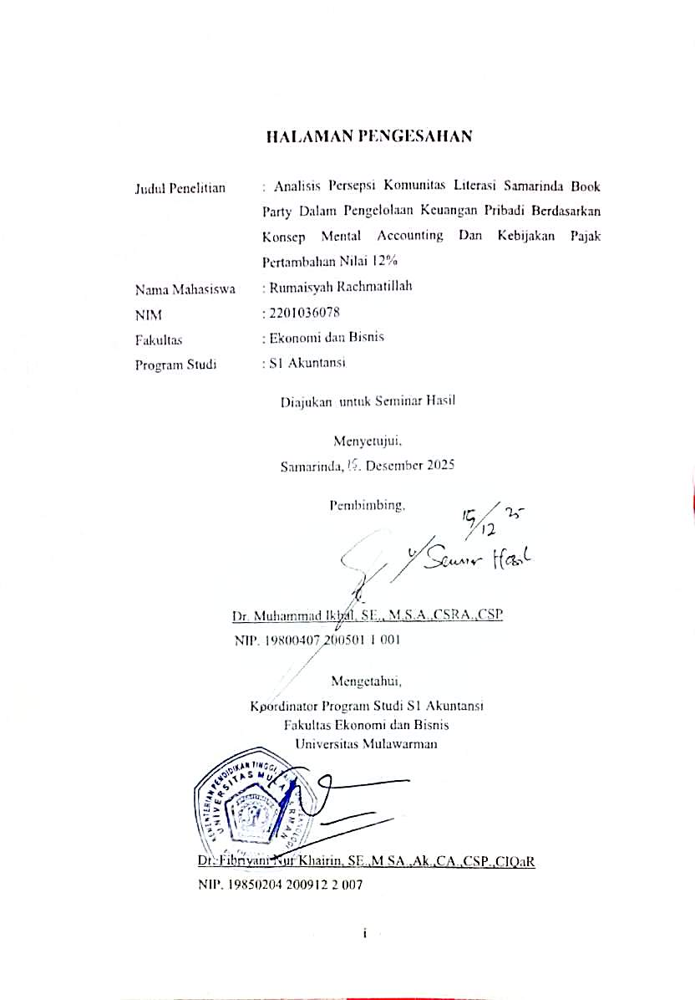 HALAMAN PENGESAHAN
Judul Penelitian : Analisis Persepsi Komunitas Literasi Samarinda Book
Party Dalam Pengelolaan Keuangan Pribadi Berdasarkan
Konsep Mental Accounting Dan Kebijakan Pajak
Pertambahan Nilai 12%
Nama Mahasiswa : Rumaisyah Rachmatillah
NIM : 2201036078
Fakultas : Ekonomi dan Bisnis
Program Studi : S1 Akuntansi
Diajukan untuk Seminar Hasil
Menyetujui,
Samarinda, 15. Desember 2025
Pembimbing,
15/12 25
u/ Seminar Hasil
Dr. Muhammad Ikbal, SE., M.S.A.,CSRA.,CSP
NIP. 19800407 200501 1 001
Mengetahui,
Koordinator Program Studi S1 Akuntansi
Fakultas Ekonomi dan Bisnis
Universitas Mulawarman
KEMENTERIAN PENDIDIKAN TINGGI,
UNIVERSITAS MULAWARMAN
Dr. Fibriyani Nur Khairin, SE.,M SA.,Ak.,CA.,CSP.,CIQaR
NIP. 19850204 200912 2 007
i